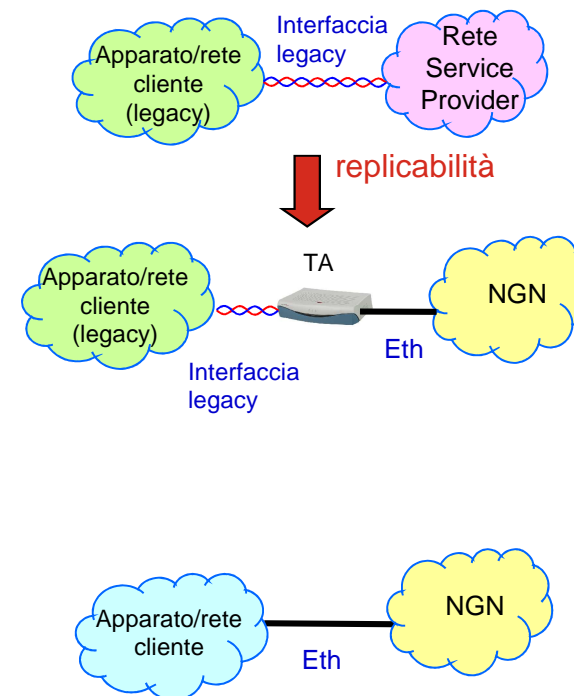 Interfaccia
legacy
Apparato/rete
cliente
(legacy)
Rete
Service
Provider
replicabilità
TA
Apparato/rete
cliente
(legacy)
NGN
Eth
Interfaccia
legacy
Apparato/rete
cliente
NGN
Eth